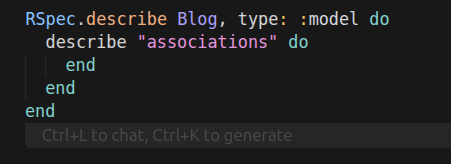 RSpec.describe Blog, type: :model do
  describe "associations" do
    end
  end
end
Ctrl+L to chat, Ctrl+K to generate